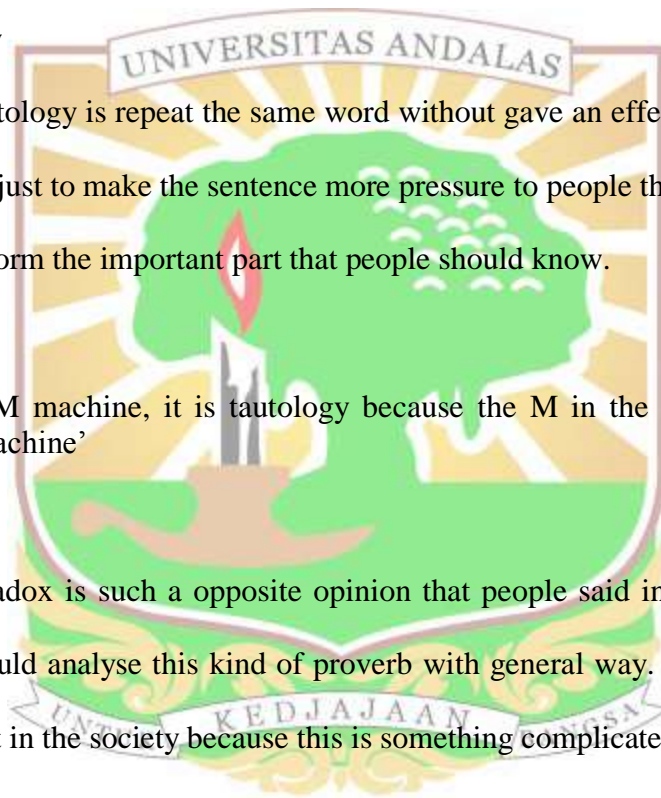 UNIVERSITAS ANDALAS
tology is repeat the same word without gave an effe
just to make the sentence more pressure to people th
orm the important part that people should know.
M machine, it is tautology because the M in the
achine’
adox is such a opposite opinion that people said in
uld analyse this kind of proverb with general way.
t in the society because this is something complicate
UNTUK KEDJAJAAN BANGSA